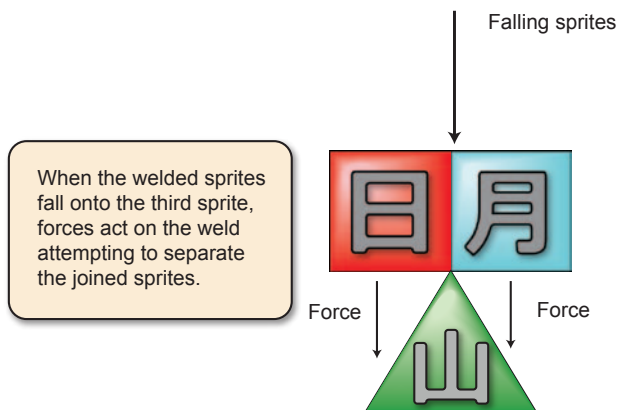 Falling sprites
When the welded sprites
fall onto the third sprite,
forces act on the weld
attempting to separate
the joined sprites.
日月
Force
Force
山